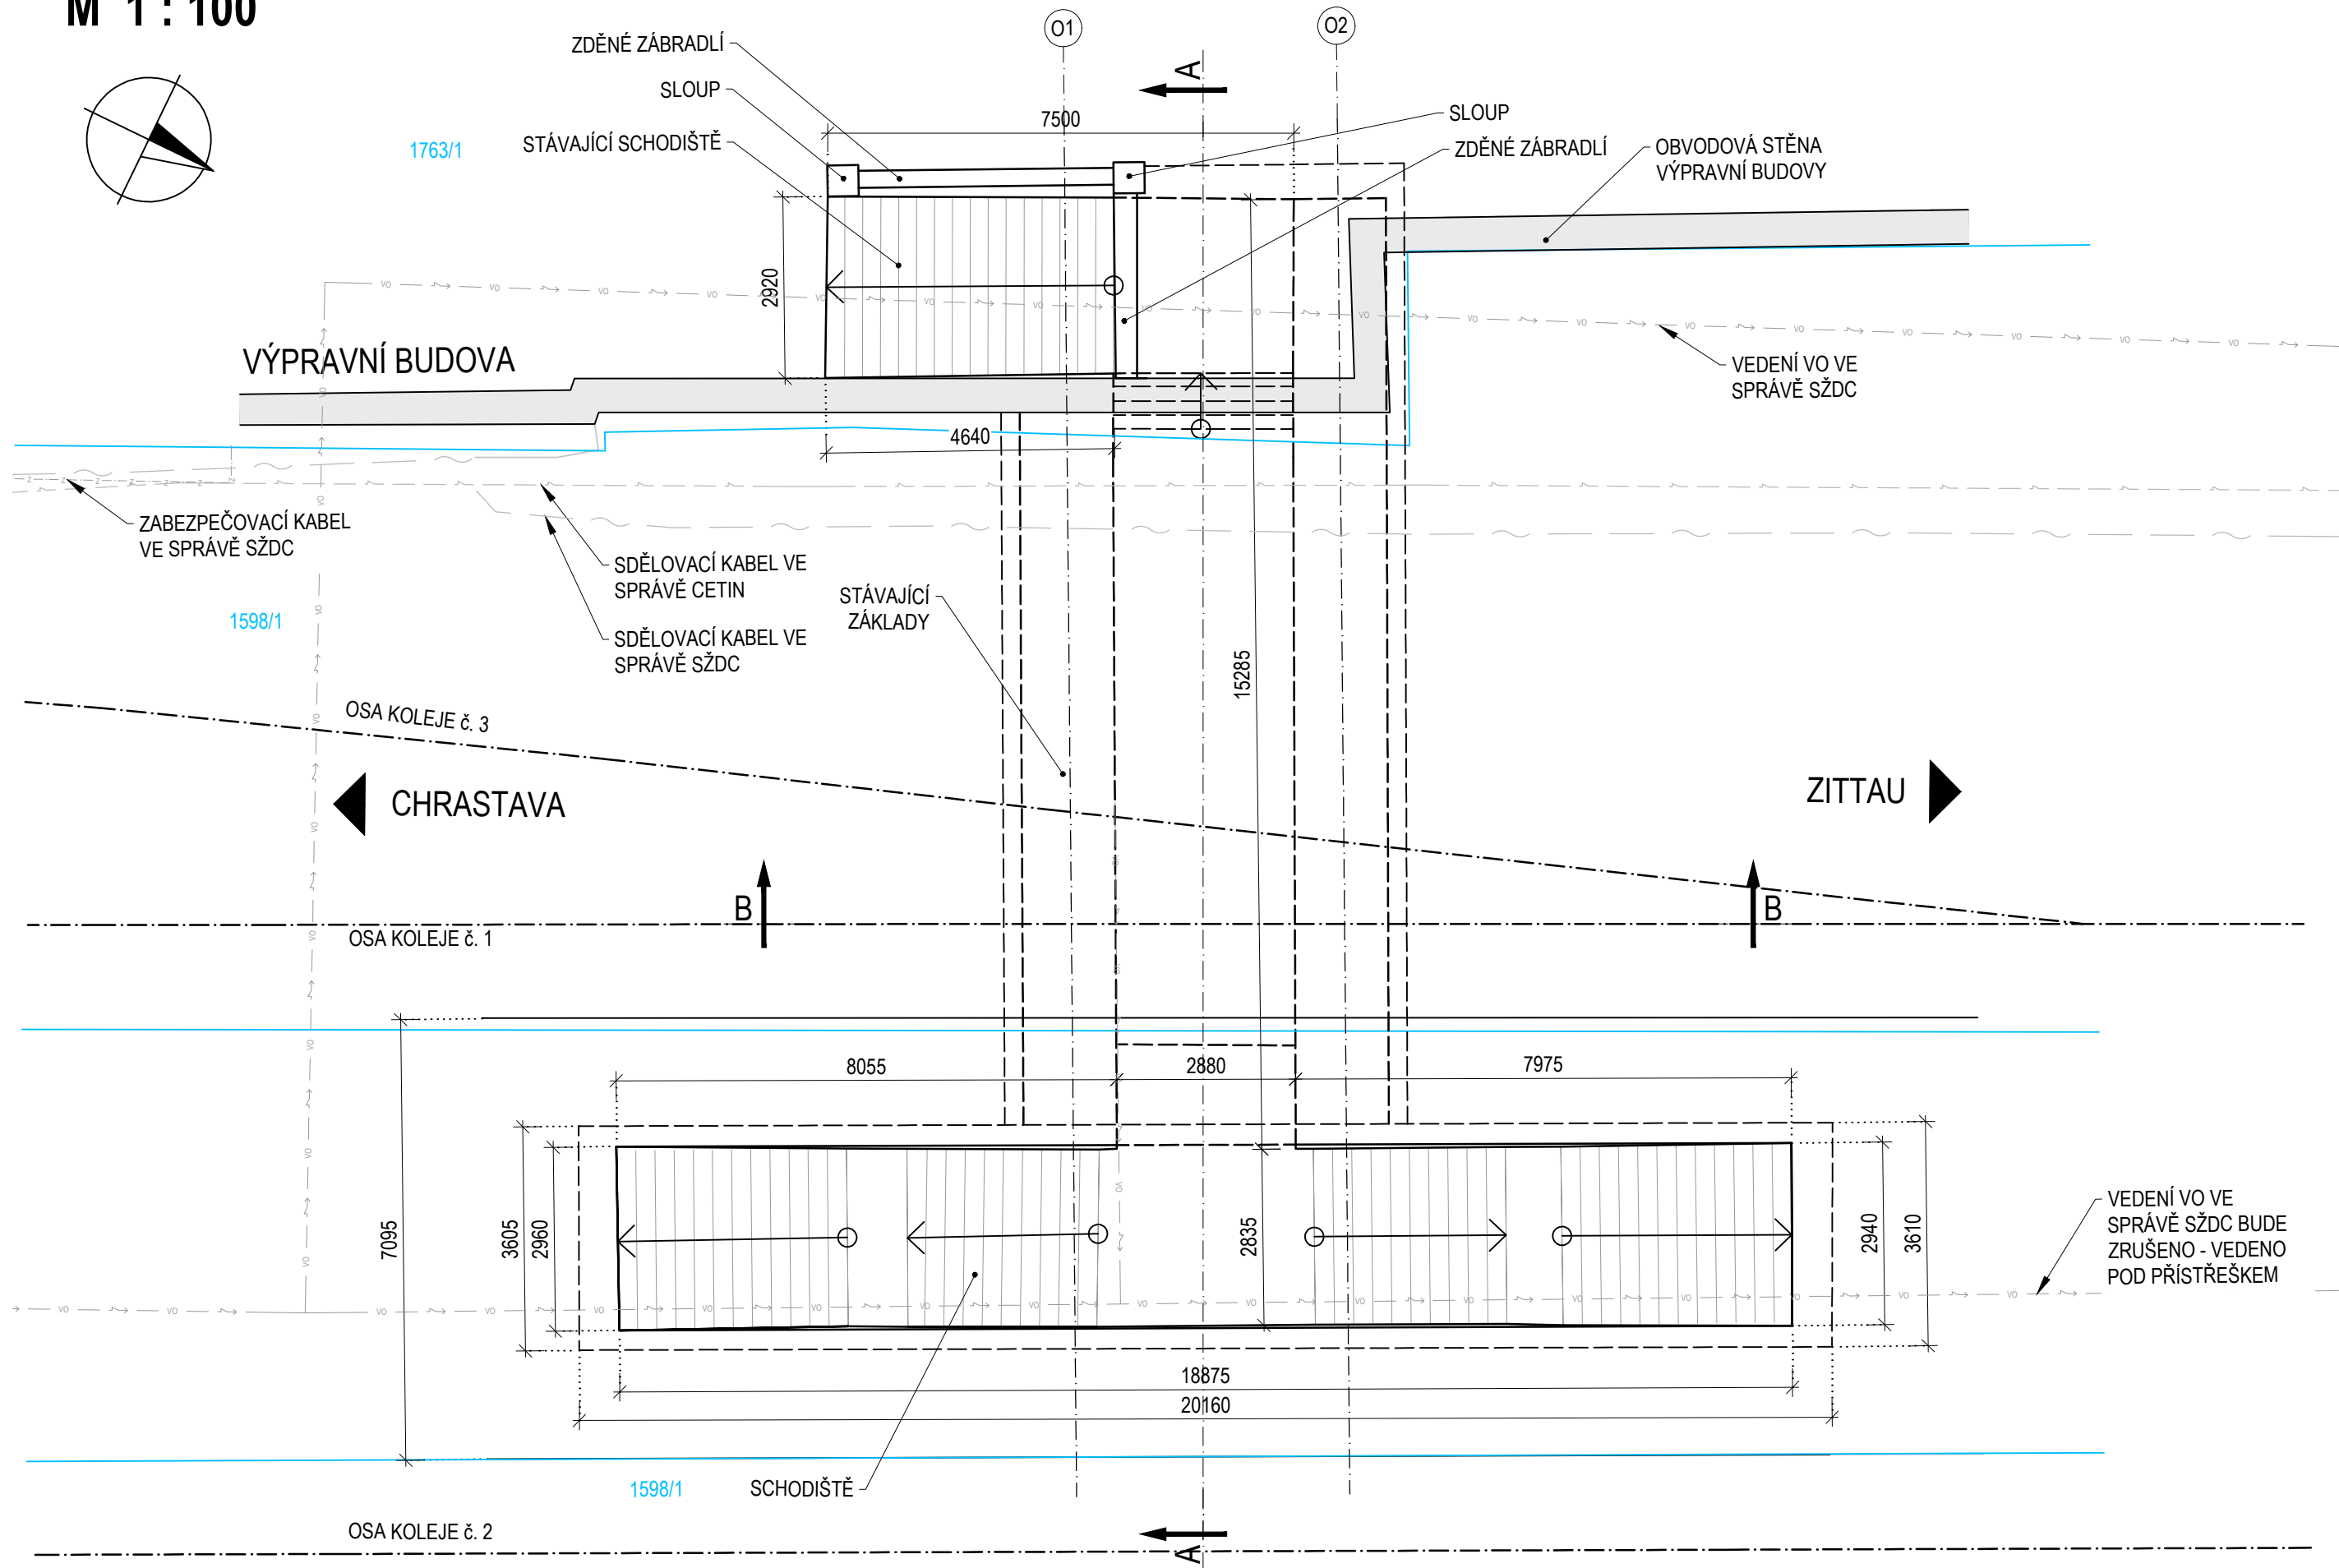 M 1 : 100
O1
O2
ZDĚNÉ ZÁBRADLÍ
A
SLOUP
7500
SLOUP
STÁVAJÍCÍ SCHODIŠTĚ
1763/1
ZDĚNÉ ZÁBRADLÍ
OBVODOVÁ STĚNA
VÝPRAVNÍ BUDOVY
2920
VÝPRAVNÍ BUDOVA
VEDENÍ VO VE
SPRÁVĚ SŽDC
4640
ZABEZPEČOVACÍ KABEL
VE SPRÁVĚ SŽDC
SDĚLOVACÍ KABEL VE
SPRÁVĚ CETIN
SDĚLOVACÍ KABEL VE
SPRÁVĚ SŽDC
STÁVAJÍCÍ
ZÁKLADY
1598/1
15285
OSA KOLEJE č. 3
CHRASTAVA
ZITTAU
B
B
OSA KOLEJE č. 1
8055
2880
7975
7095
3605
2960
2835
2940
3610
VEDENÍ VO VE
SPRÁVĚ SŽDC BUDE
ZRUŠENO - VEDENO
POD PŘÍSTŘEŠKEM
18875
20160
1598/1
SCHODIŠTĚ
OSA KOLEJE č. 2
A